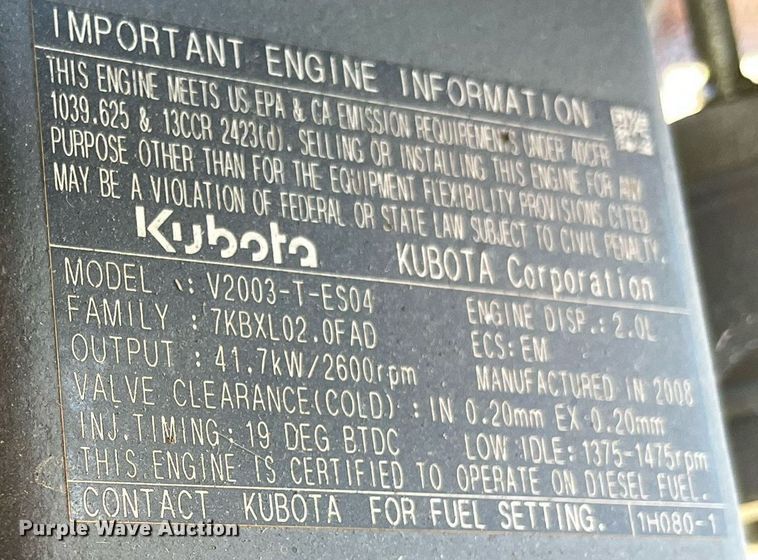 IMPORTANT ENGINE INFORMATION
THIS ENGINE MEETS US EPA & CA EMISSION REQUIREMENTS UNDER 40CFR
1039.625 & 13CCR 2423(d). SELLING OR INSTALLING THIS ENGINE FOR ANY
PURPOSE OTHER THAN FOR THE EQUIPMENT FLEXIBILITY PROVISIONS CITED
MAY BE A VIOLATION OF FEDERAL OR STATE LAW SUBJECT TO CIVIL PENALTY.
Kubota KUBOTA Corporation
MODEL : V2003-T-ES04 ENGINE DISP.: 2.0L
FAMILY : 7KBXL02.0FAD ECS: EM
OUTPUT : 41.7kW/2600rpm MANUFACTURED IN 2008
VALVE CLEARANCE(COLD) : IN 0.20mm EX 0.20mm
INJ.TIMING: 19 DEG BTDC LOW IDLE: 1375-1475rpm
THIS ENGINE IS CERTIFIED TO OPERATE ON DIESEL FUEL.
CONTACT KUBOTA FOR FUEL SETTING. 1H080-1
Purple Wave Auction